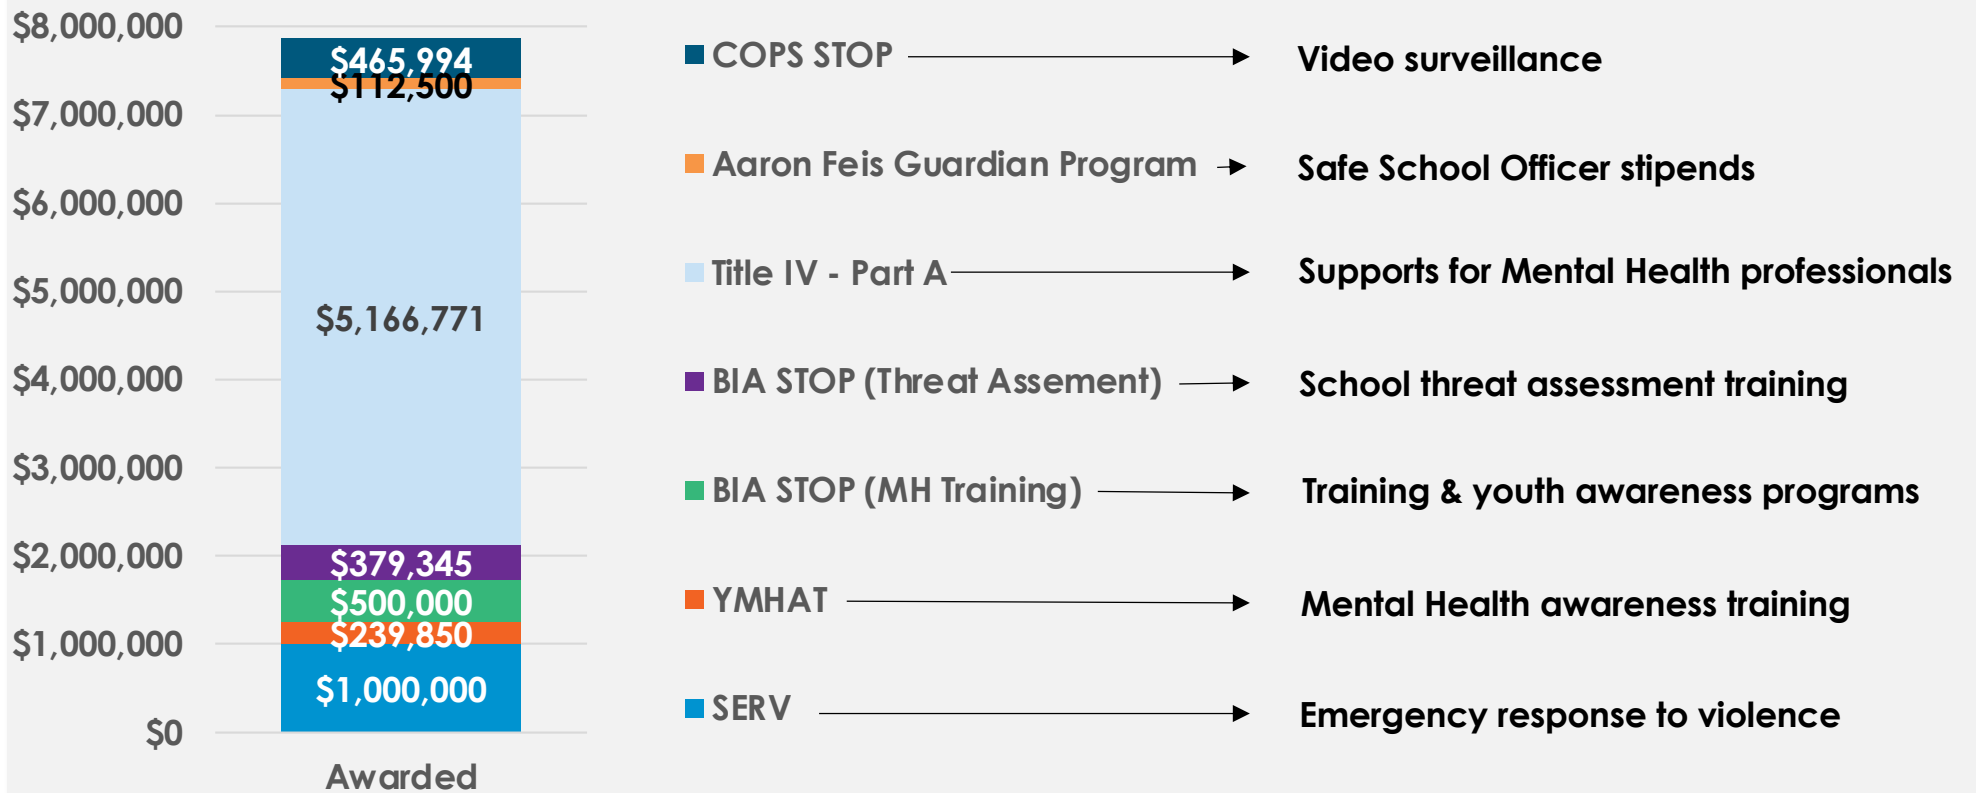 $8,000,000
$7,000,000
$6,000,000
$5,000,000
$4,000,000
$3,000,000
$2,000,000
$1,000,000
$0
$465,994
$112,500
$5,166,771
$379,345
$500,000
$239,850
$1,000,000
Awarded
COPS STOP Video surveillance
Aaron Feis Guardian Program Safe School Officer stipends
Title IV - Part A Supports for Mental Health professionals
BIA STOP (Threat Assement) School threat assessment training
BIA STOP (MH Training) Training & youth awareness programs
YMHAT Mental Health awareness training
SERV Emergency response to violence